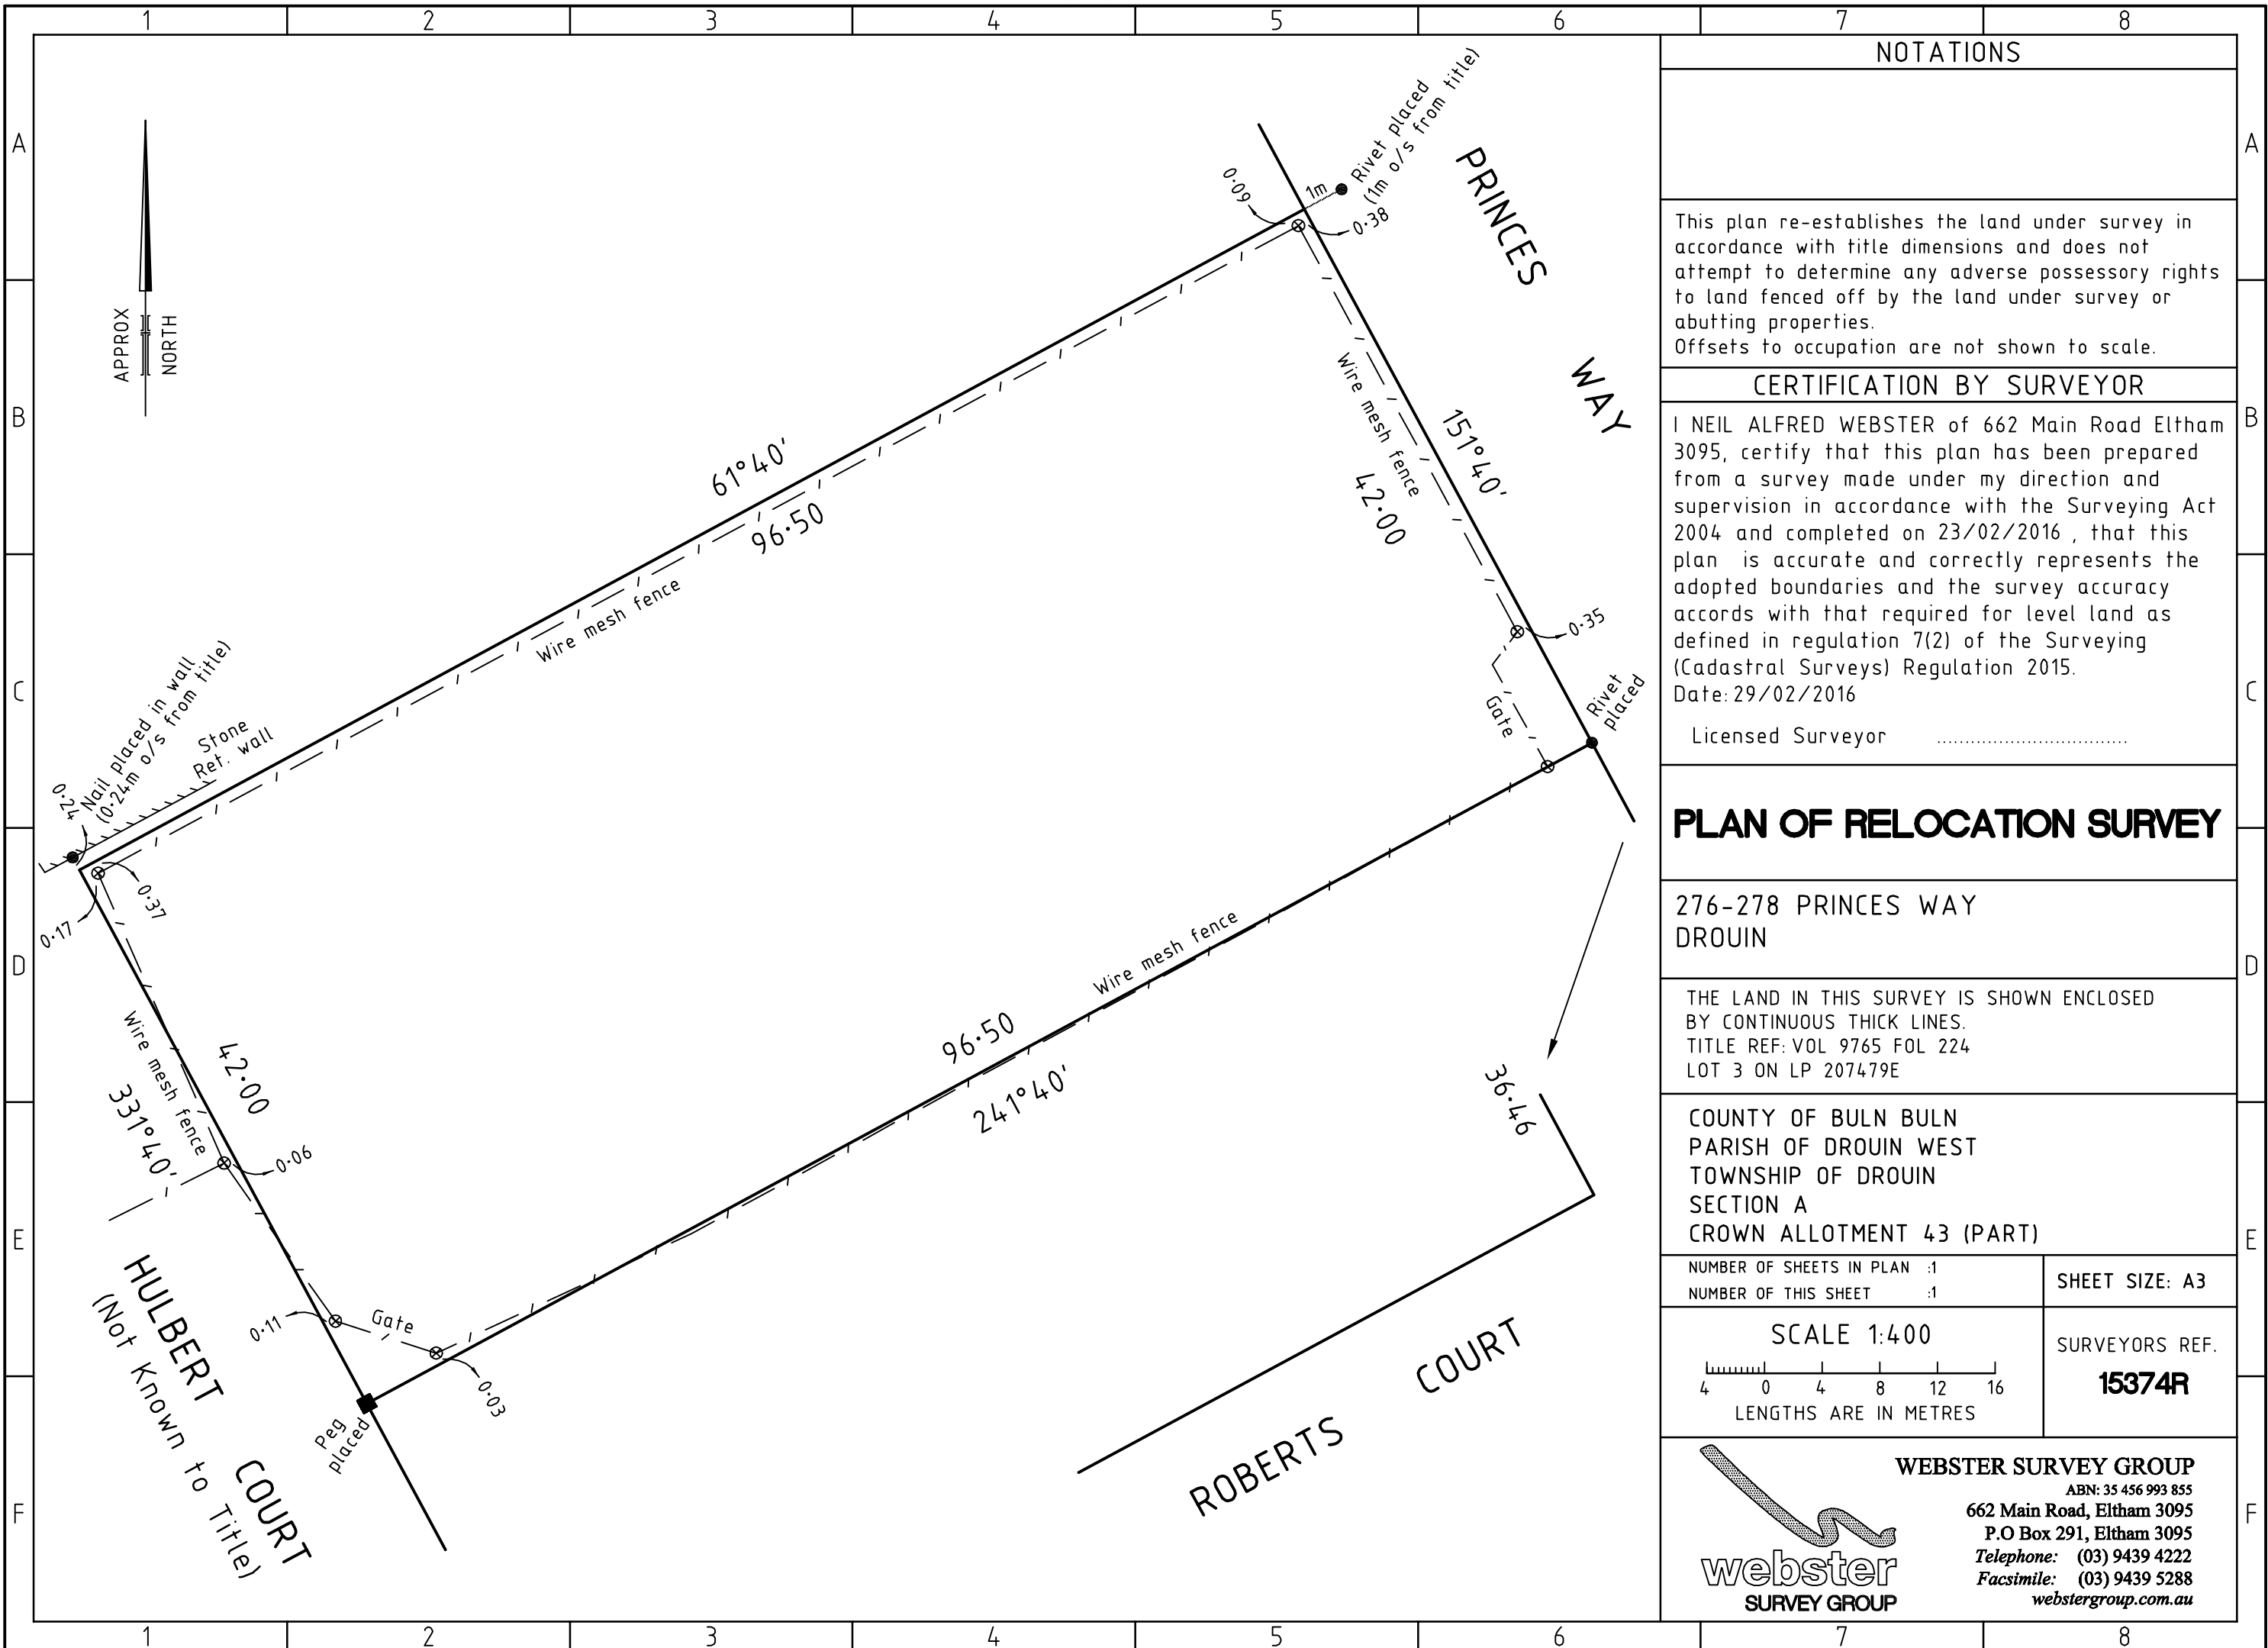 1 2 3 4 5 6 7 8
A A
B B
C C
D D
E E
F F
1 2 3 4 5 6 7 8
APPROX
NORTH
0·09
1m
Rivet placed
(1m o/s from title)
0·38
PRINCES
WAY
Wire mesh fence
151°40'
42·00
61°40'
96·50
Wire mesh fence
0·35
Gate
Rivet
placed
Nail placed in wall
(0·24m o/s from title)
Stone
Ret. wall
0·24
0·37
0·17
Wire mesh fence
42·00
331°40'
0·06
Wire mesh fence
96·50
241°40'
36·46
HULBERT
COURT
(Not Known to Title)
0·11
Gate
0·03
Peg
placed
ROBERTS
COURT
NOTATIONS
This plan re-establishes the land under survey in
accordance with title dimensions and does not
attempt to determine any adverse possessory rights
to land fenced off by the land under survey or
abutting properties.
Offsets to occupation are not shown to scale.
CERTIFICATION BY SURVEYOR
I NEIL ALFRED WEBSTER of 662 Main Road Eltham
3095, certify that this plan has been prepared
from a survey made under my direction and
supervision in accordance with the Surveying Act
2004 and completed on 23/02/2016 , that this
plan is accurate and correctly represents the
adopted boundaries and the survey accuracy
accords with that required for level land as
defined in regulation 7(2) of the Surveying
(Cadastral Surveys) Regulation 2015.
Date: 29/02/2016
Licensed Surveyor ..................................
PLAN OF RELOCATION SURVEY
276-278 PRINCES WAY
DROUIN
THE LAND IN THIS SURVEY IS SHOWN ENCLOSED
BY CONTINUOUS THICK LINES.
TITLE REF: VOL 9765 FOL 224
LOT 3 ON LP 207479E
COUNTY OF BULN BULN
PARISH OF DROUIN WEST
TOWNSHIP OF DROUIN
SECTION A
CROWN ALLOTMENT 43 (PART)
NUMBER OF SHEETS IN PLAN :1
NUMBER OF THIS SHEET :1
SHEET SIZE: A3
SCALE 1:400
4 0 4 8 12 16
LENGTHS ARE IN METRES
SURVEYORS REF.
15374R
webster
SURVEY GROUP
WEBSTER SURVEY GROUP
ABN: 35 456 993 855
662 Main Road, Eltham 3095
P.O Box 291, Eltham 3095
Telephone: (03) 9439 4222
Facsimile: (03) 9439 5288
webstergroup.com.au